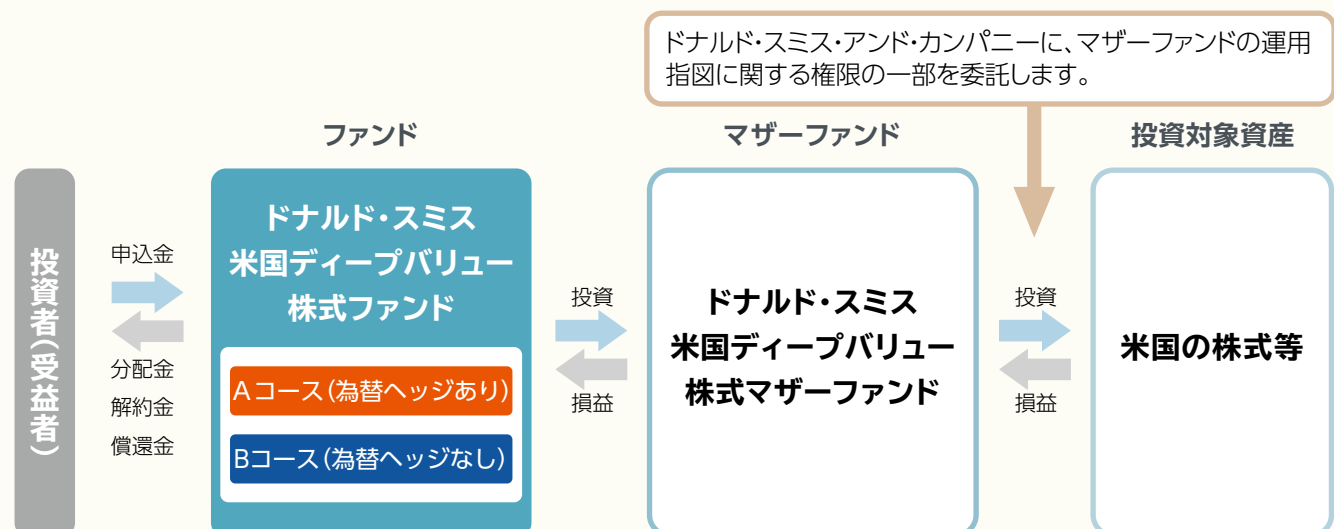 ドナルド・スミス・アンド・カンパニーに、マザーファンドの運用
指図に関する権限の一部を委託します。
ファンド
マザーファンド
投資対象資産
投資者(受益者)
申込金
分配金
解約金
償還金
ドナルド・スミス
米国ディープバリュー
株式ファンド
Aコース(為替ヘッジあり)
Bコース(為替ヘッジなし)
投資
損益
ドナルド・スミス
米国ディープバリュー
株式マザーファンド
投資
損益
米国の株式等